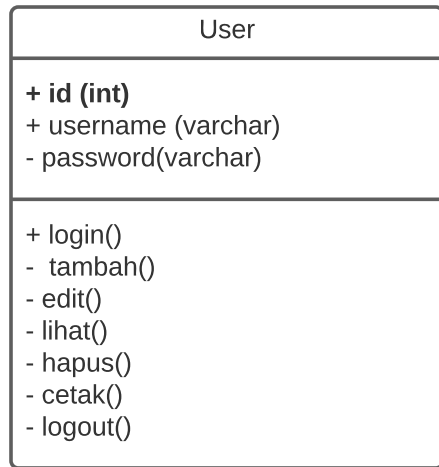 User
+ id (int)
+ username (varchar)
- password(varchar)
+ login()
- tambah()
- edit()
- lihat()
- hapus()
- cetak()
- logout()